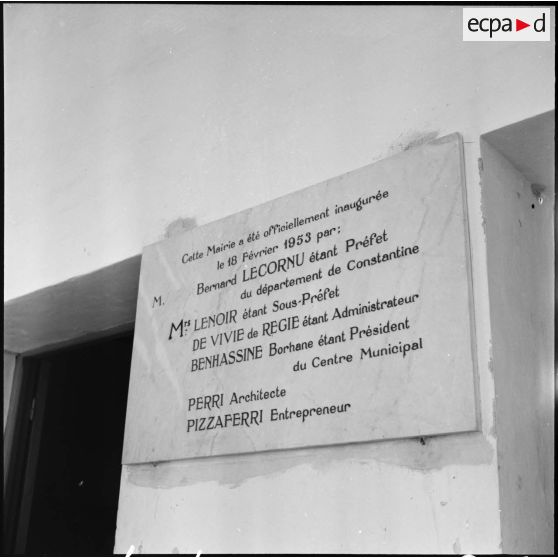 ecpa►d
Cette Mairie a été officiellement inaugurée
le 18 Février 1953 par;
M. Bernard LECORNU étant Préfet
du département de Constantine
Mrs LENOIR étant Sous-Préfet
DE VIVIE de REGIE étant Administrateur
BENHASSINE Borhane étant Président
du Centre Municipal
PERRI Architecte
PIZZAFERRI Entrepreneur